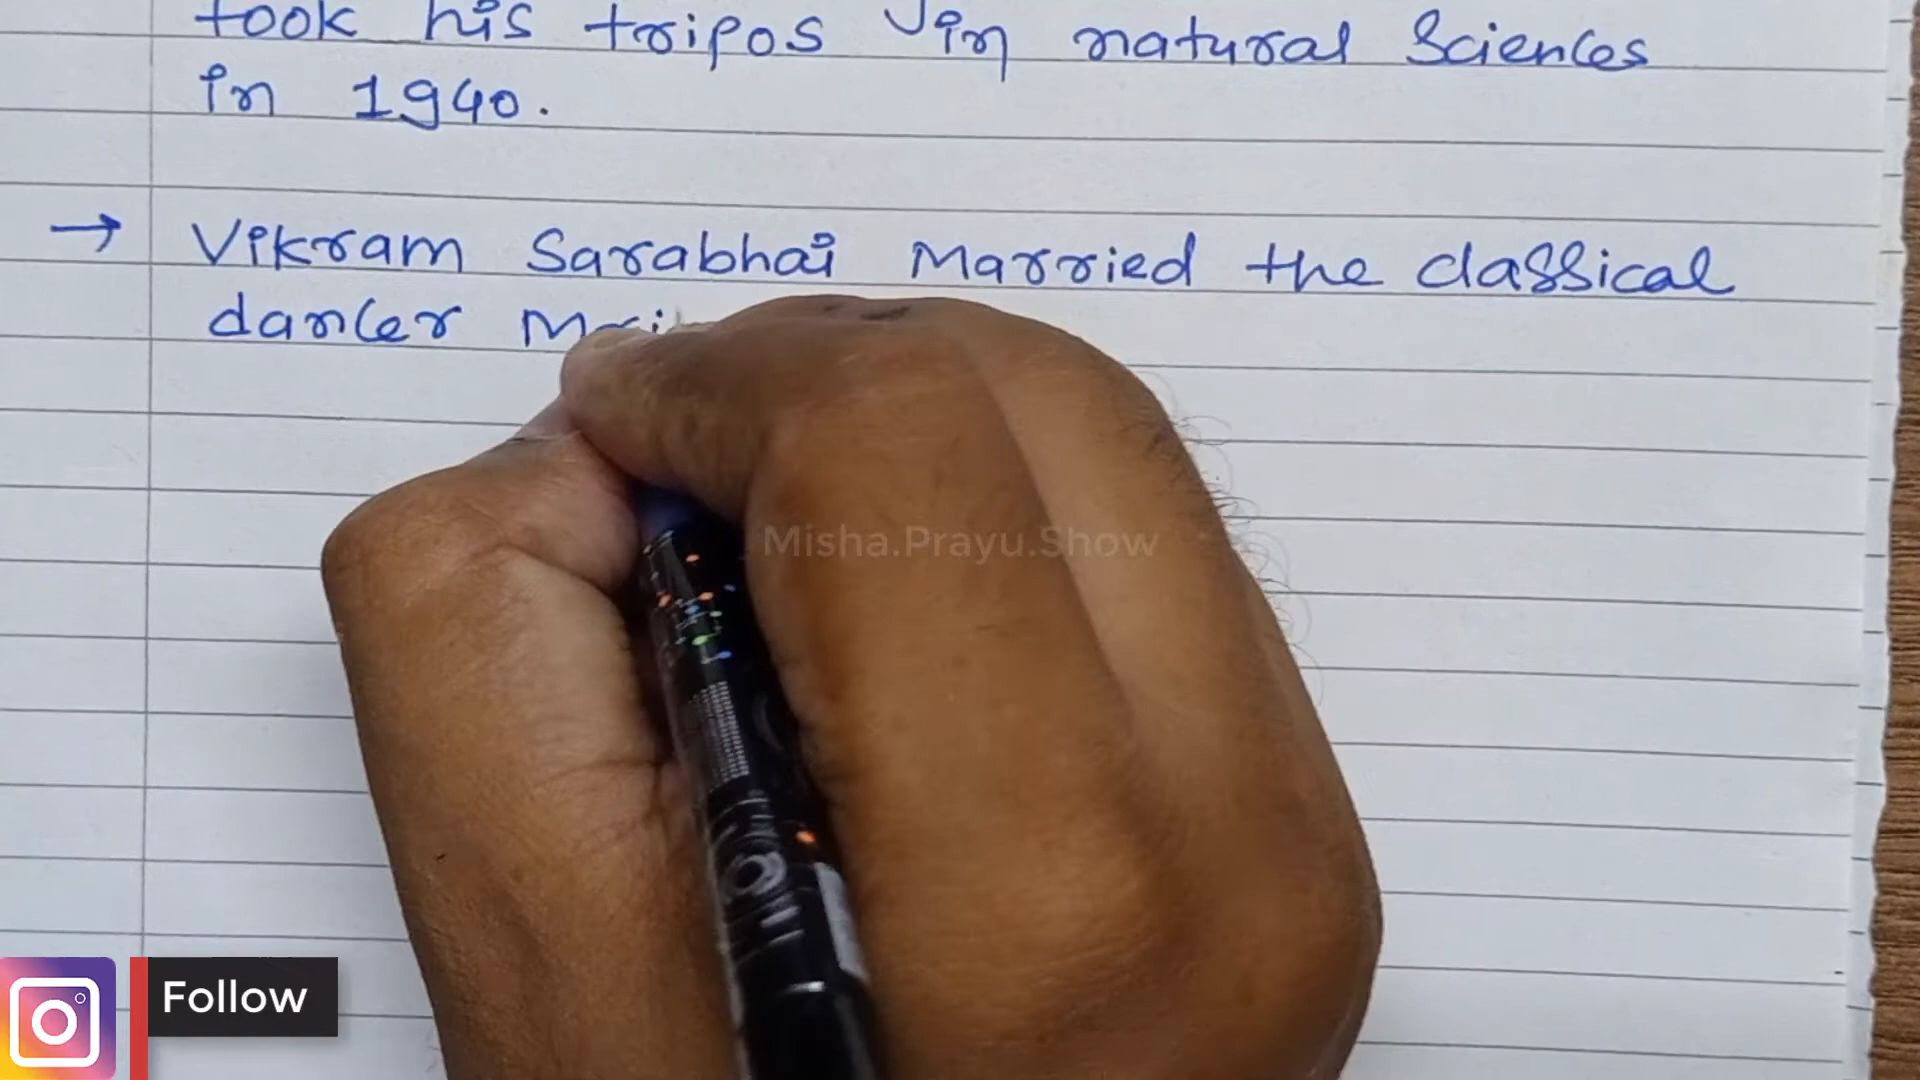 took his tripos in natural Sciences
in 1940.
→ Vikram Sarabhai Married the classical
dancer
Misha.Prayu.Show
Follow